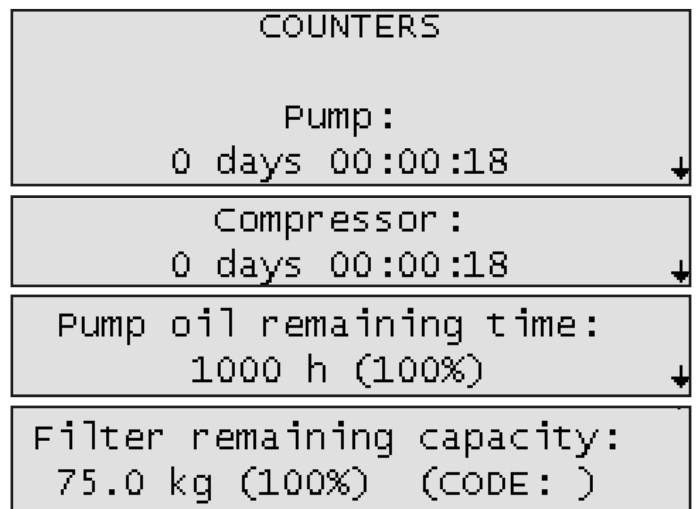 COUNTERS
Pump:
0 days 00:00:18
Compressor:
0 days 00:00:18
Pump oil remaining time:
1000 h (100%)
Filter remaining capacity:
75.0 kg (100%) (CODE: )